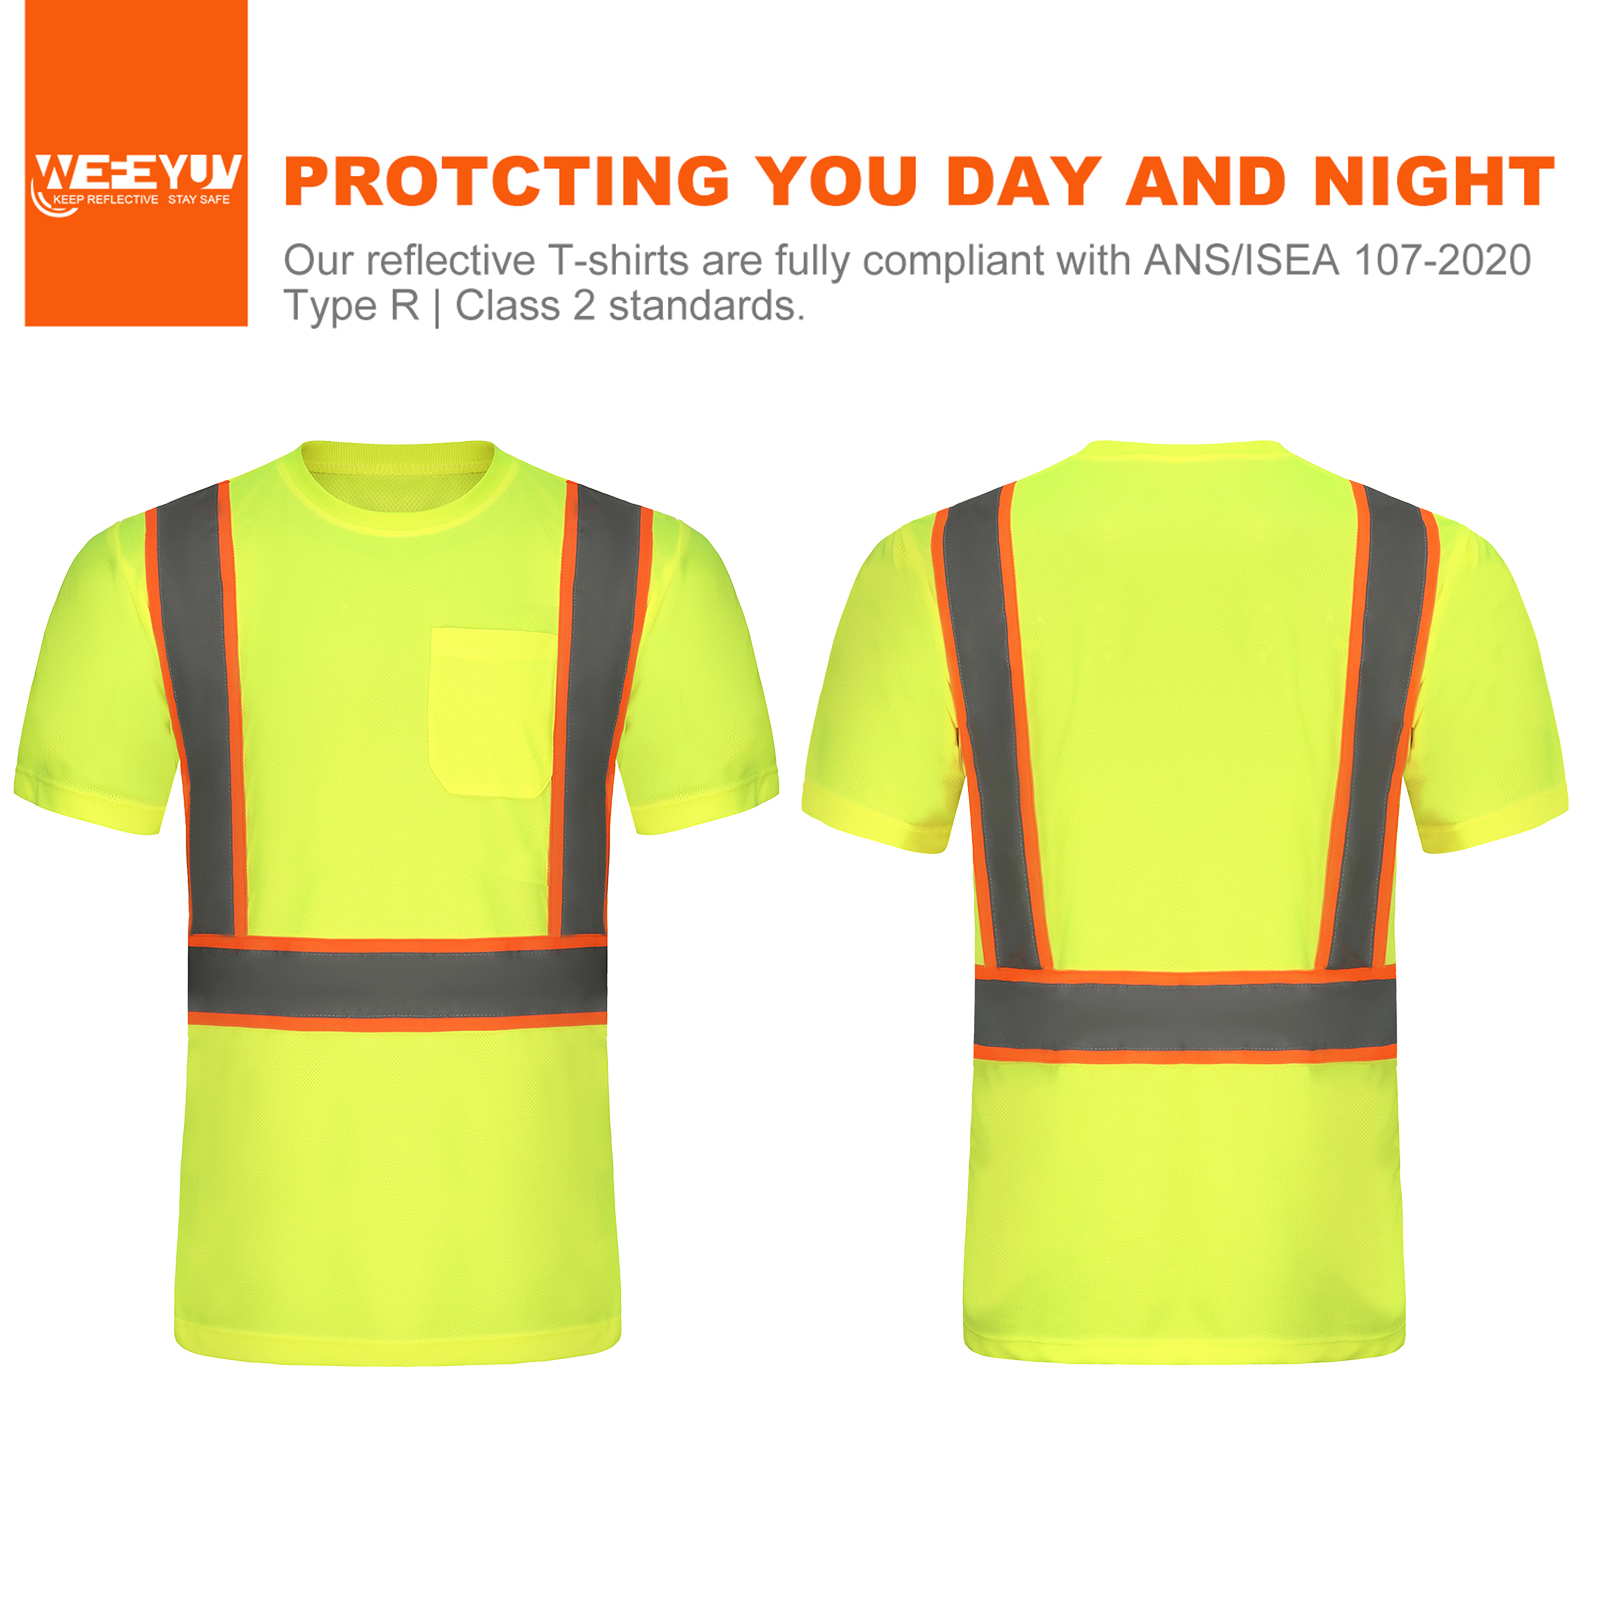 WEFEYUV
KEEP REFLECTIVE STAY SAFE
PROTCTING YOU DAY AND NIGHT
Our reflective T-shirts are fully compliant with ANS/ISEA 107-2020
Type R | Class 2 standards.